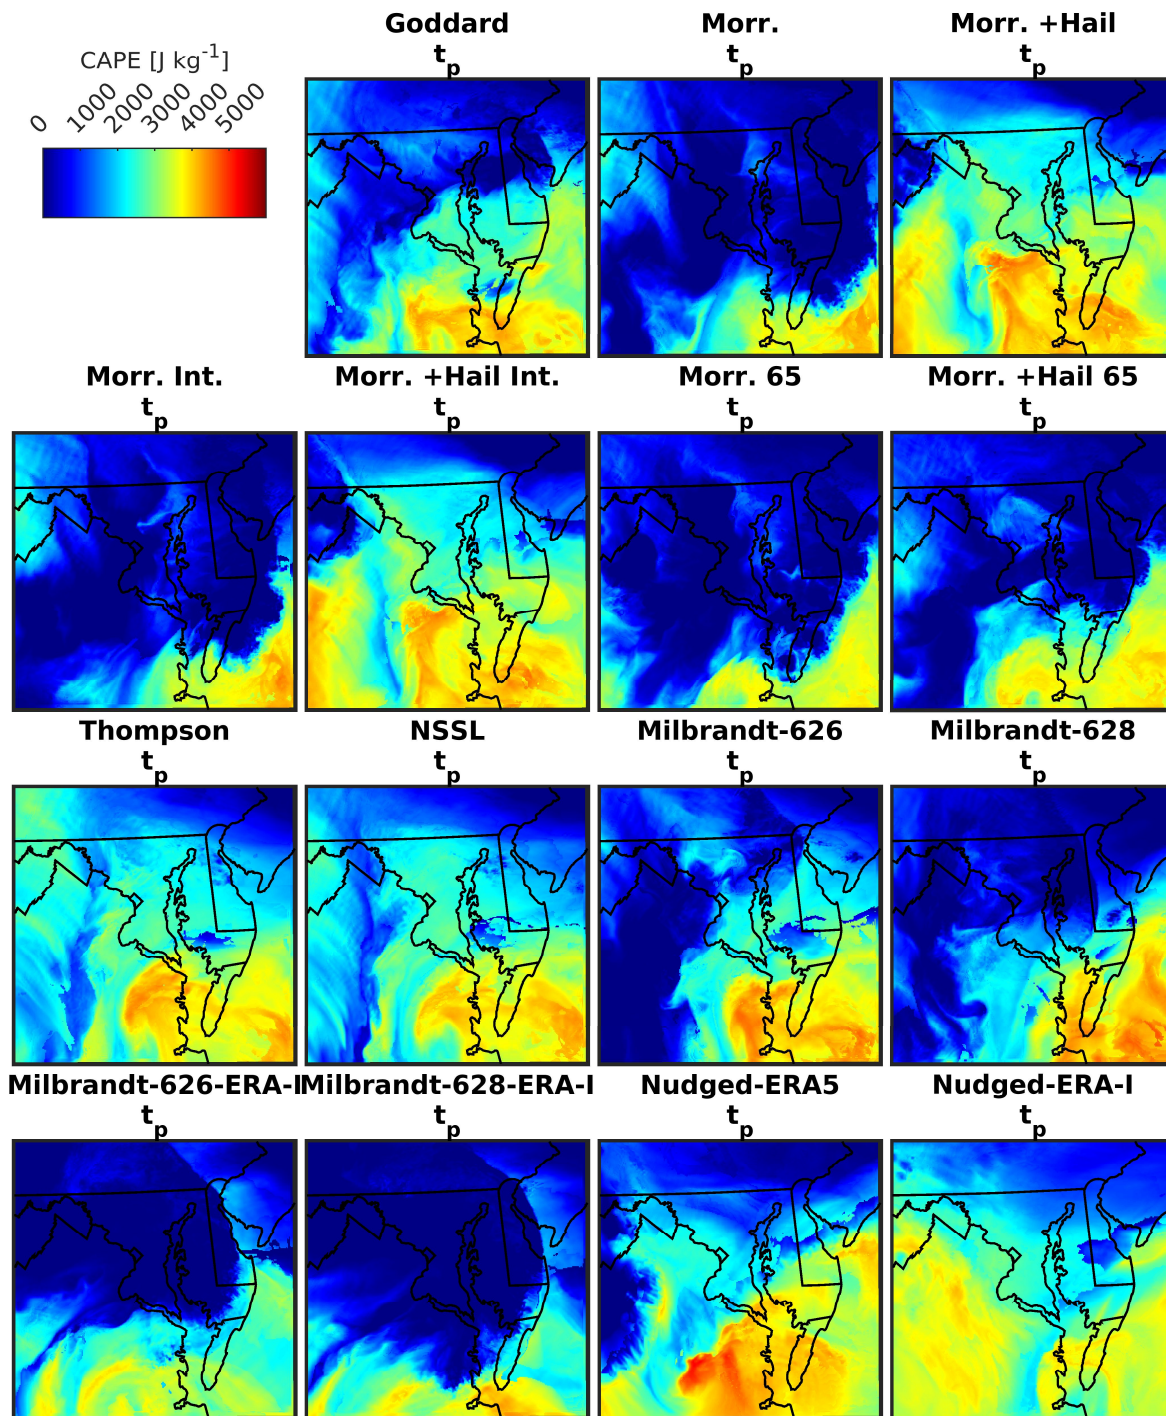 CAPE [J kg-1]
0 1000 2000 3000 4000 5000
Goddard Morr. Morr. +Hail
tp tp tp
Morr. Int. Morr. +Hail Int. Morr. 65 Morr. +Hail 65
tp tp tp tp
Thompson NSSL Milbrandt-626 Milbrandt-628
tp tp tp tp
Milbrandt-626-ERA-I Milbrandt-628-ERA-I Nudged-ERA5 Nudged-ERA-I
tp tp tp tp